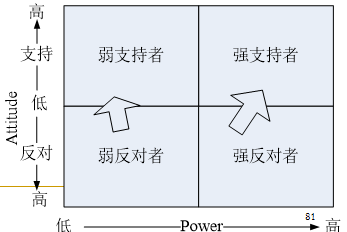 高
支持
低
反对
高
Attitude
弱支持者
强支持者
弱反对者
强反对者
81
低
Power
高